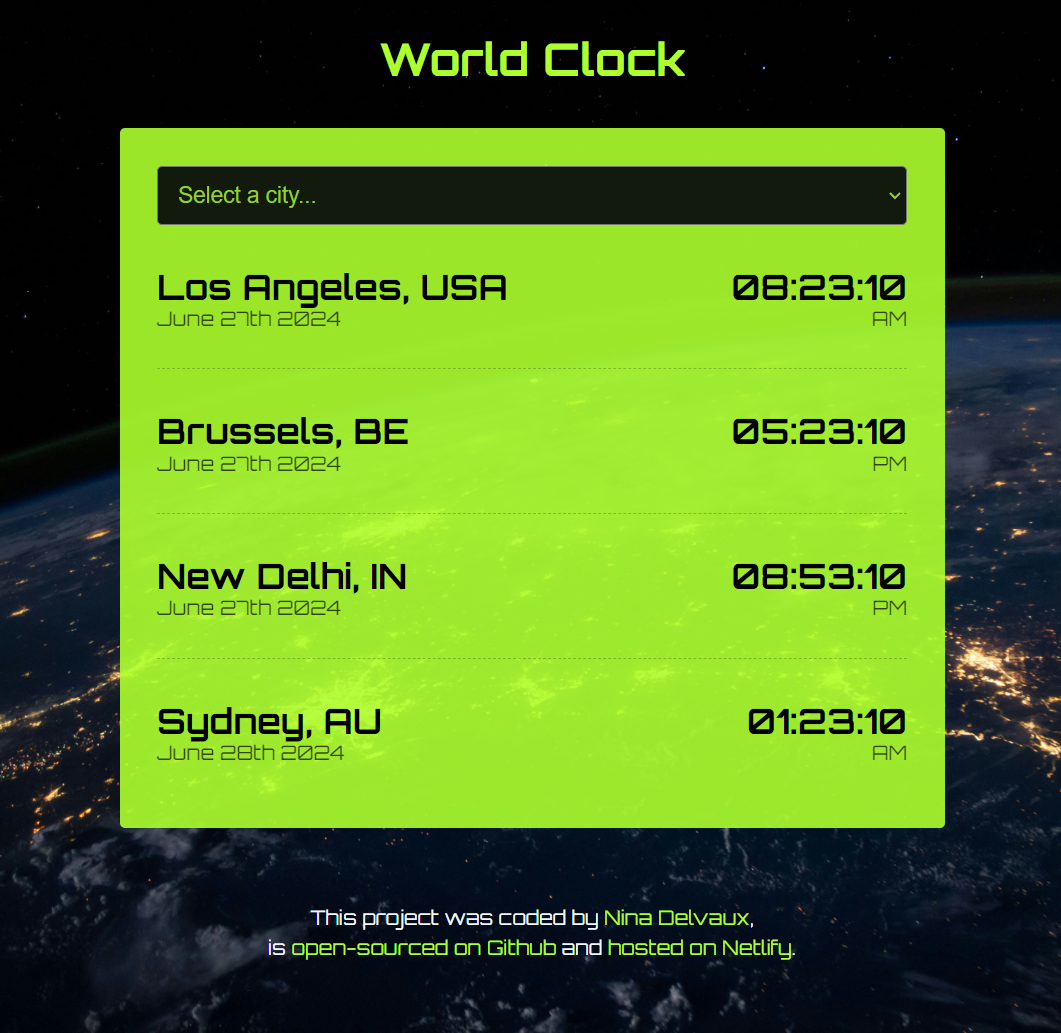 World Clock
Select a city...
Los Angeles, USA 08:23:10
June 27th 2024 AM
Brussels, BE 05:23:10
June 27th 2024 PM
New Delhi, IN 08:53:10
June 27th 2024 PM
Sydney, AU 01:23:10
June 28th 2024 AM
This project was coded by Nina Delvaux,
is open-sourced on Github and hosted on Netlify.